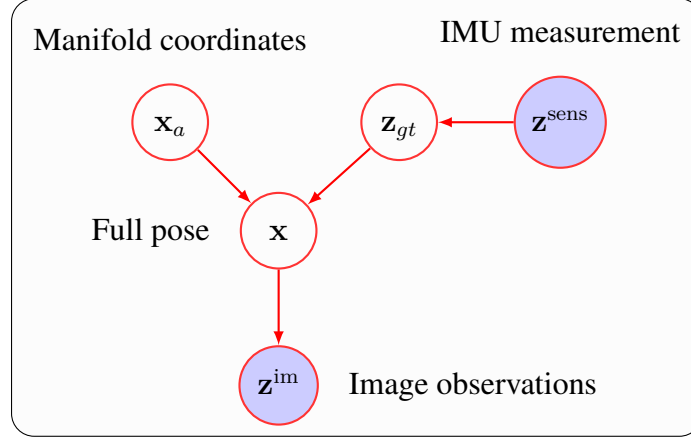 Manifold coordinates
IMU measurement
x_a
z_gt
z^sens
Full pose
x
z^im
Image observations